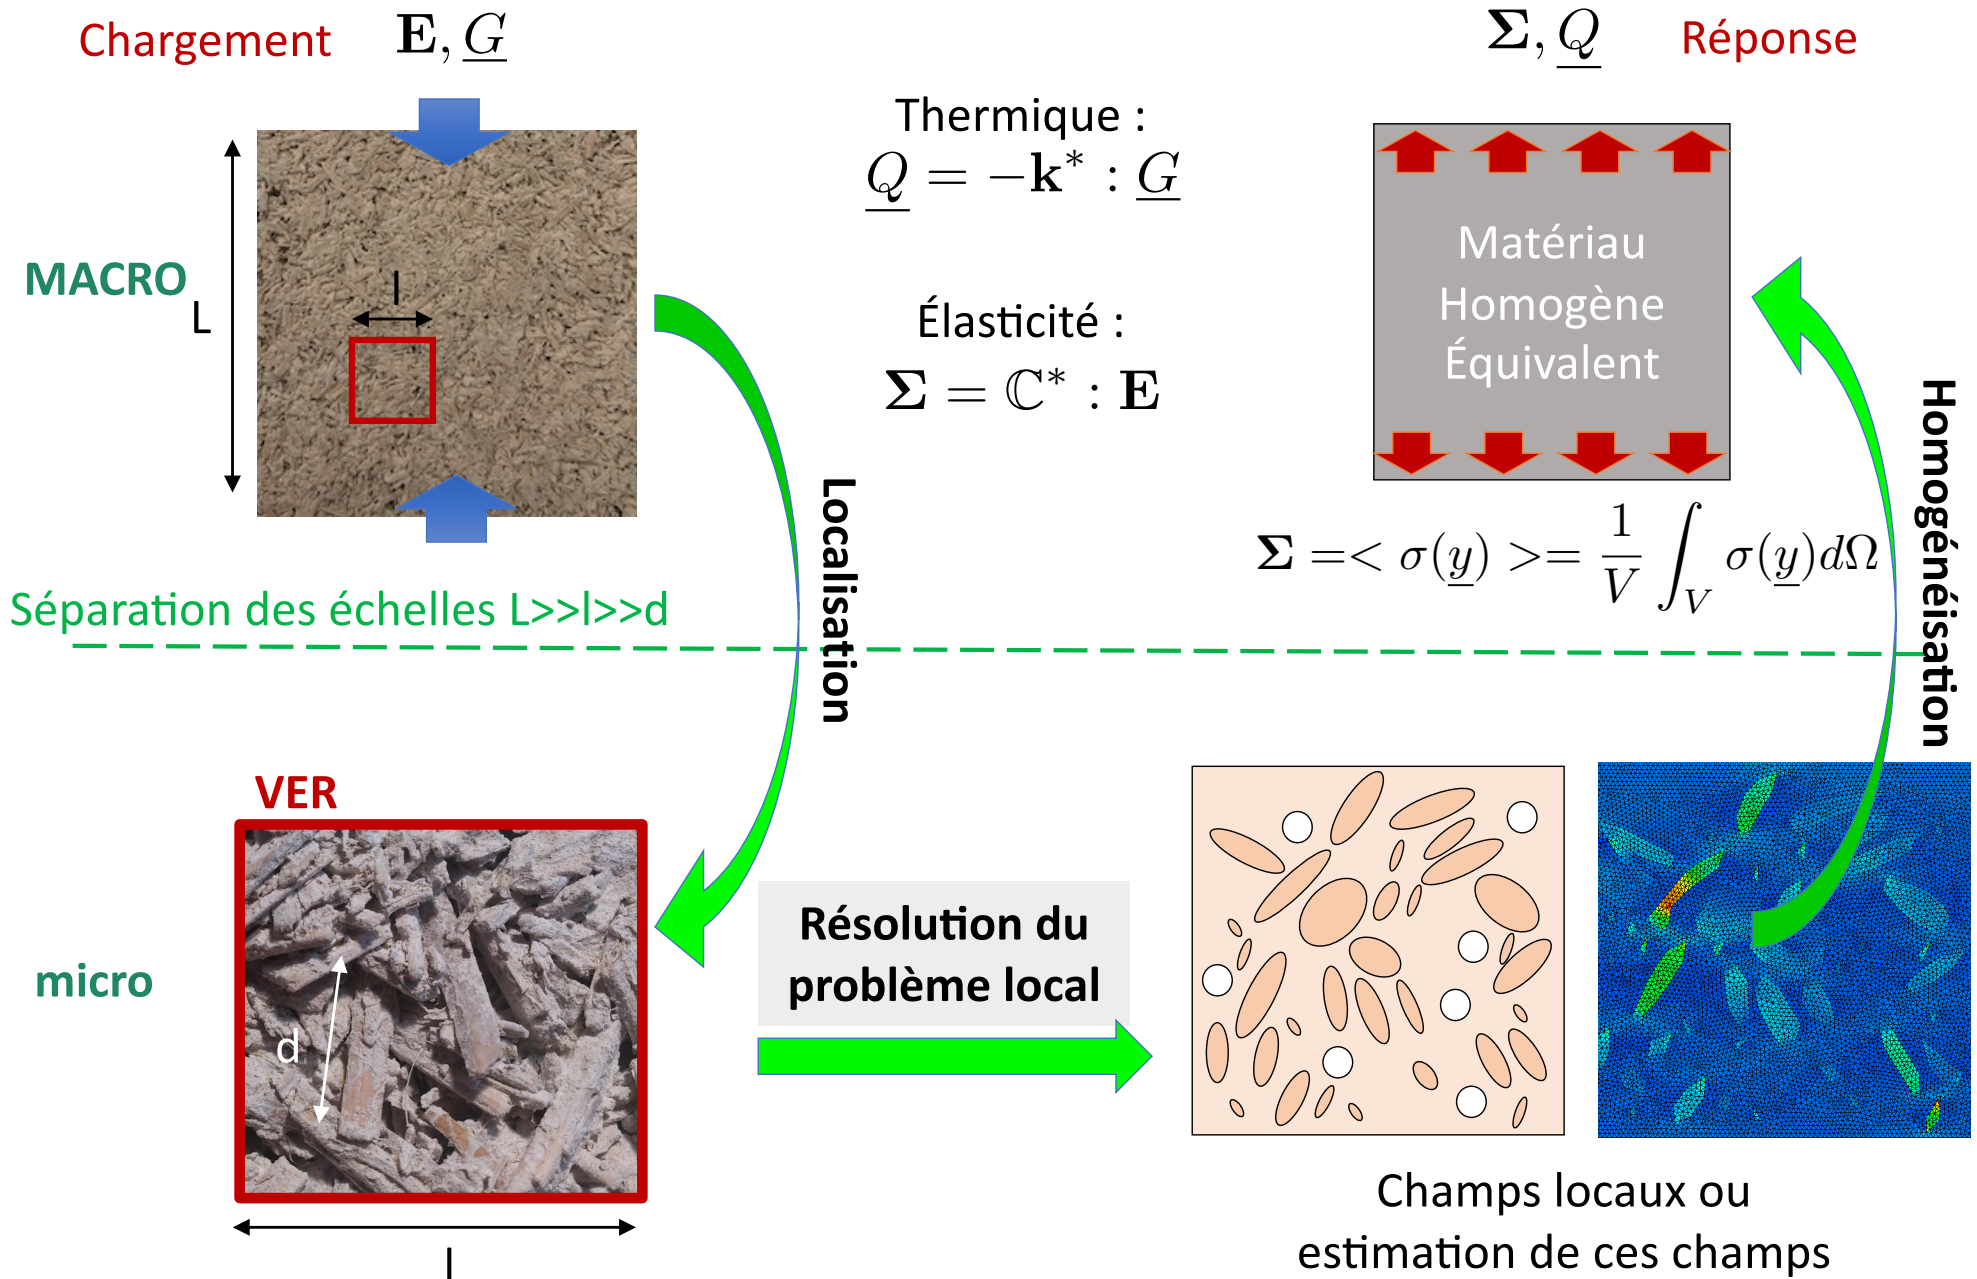 Chargement E, G
Σ, Q Réponse
Thermique :
Q = −k* : G
MACRO
L
l
Élasticité :
Σ = ℂ* : E
Matériau
Homogène
Équivalent
Localisation
Homogénéisation
Σ =< σ(y) >= 1/V ∫_V σ(y)dΩ
Séparation des échelles L>>l>>d
VER
micro
d
l
Résolution du
problème local
Champs locaux ou
estimation de ces champs